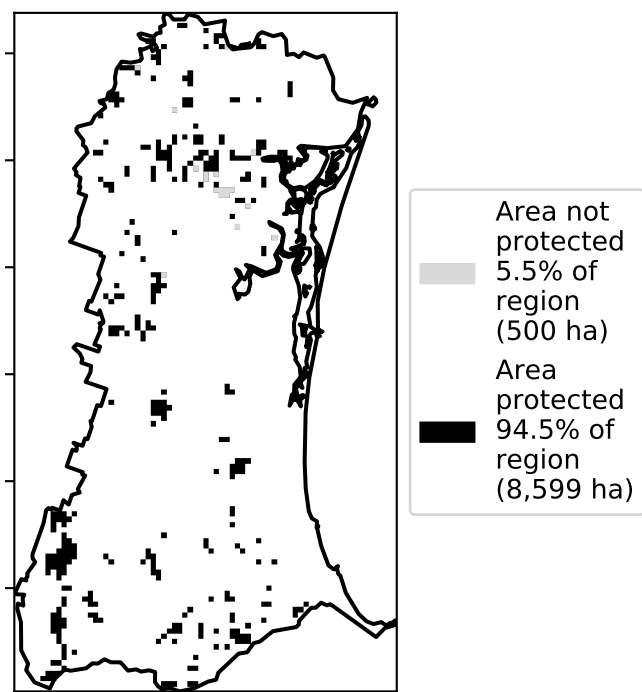 Area not
protected
5.5% of
region
(500 ha)
Area
protected
94.5% of
region
(8,599 ha)